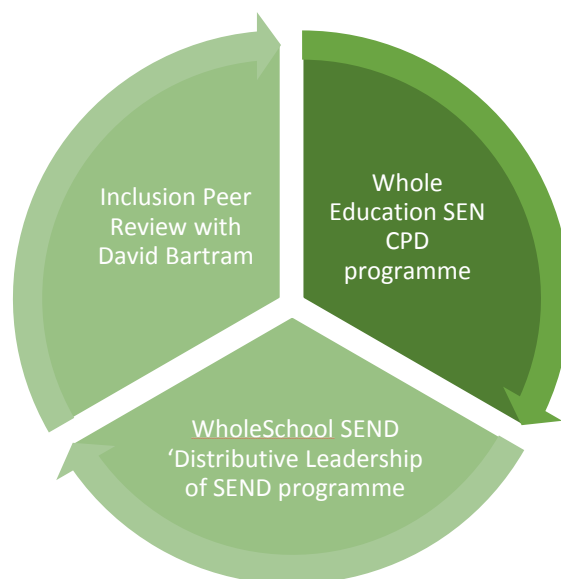 Inclusion Peer
Review with
David Bartram
Whole
Education SEN
CPD
programme
WholeSchool SEND
‘Distributive Leadership
of SEND programme